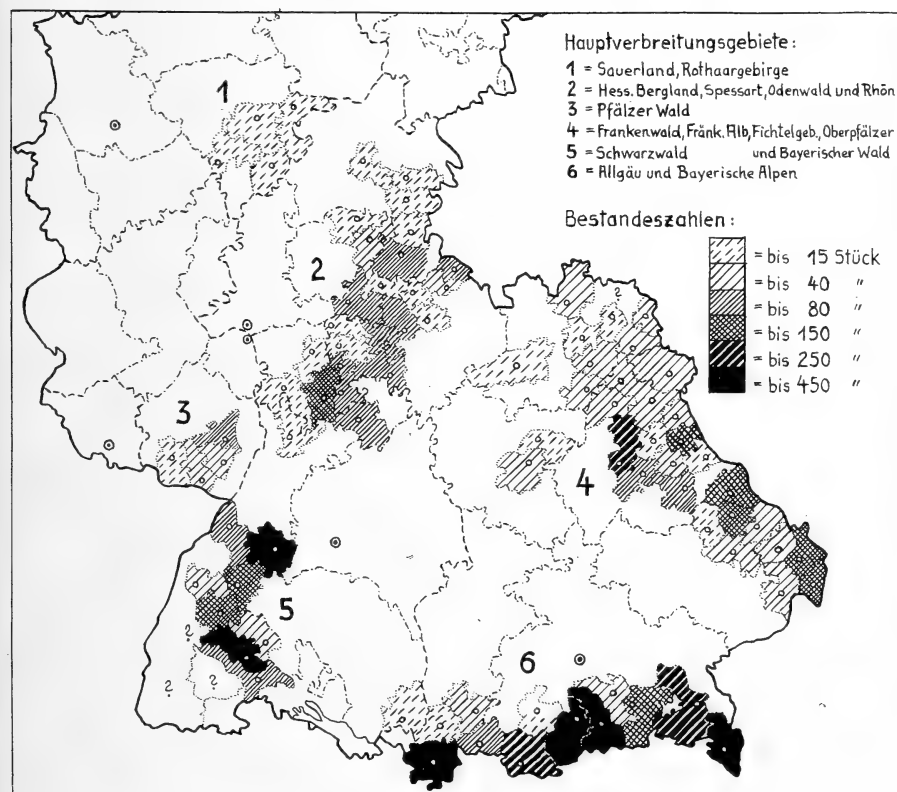 Hauptverbreitungsgebiete:
1 = Sauerland, Rothaargebirge
2 = Hess. Bergland, Spessart, Odenwald und Rhön
3 = Pfälzer Wald
4 = Frankenwald, Fränk. Alb, Fichtelgeb., Oberpfälzer
5 = Schwarzwald und Bayerischer Wald
6 = Allgäu und Bayerische Alpen
Bestandeszahlen:
= bis 15 Stück
= bis 40 "
= bis 80 "
= bis 150 "
= bis 250 "
= bis 450 "
1
2
3
4
5
6
?
?
?
?
?